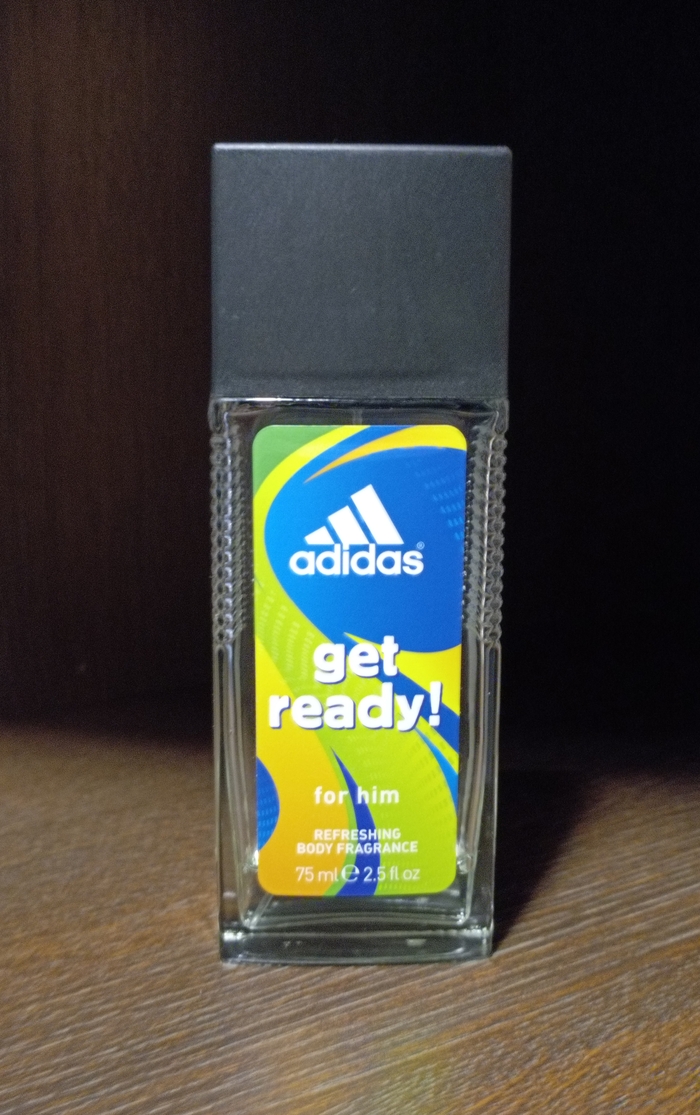 adidas®
get
ready!
for him
REFRESHING
BODY FRAGRANCE
75 ml ℮ 2.5 fl oz